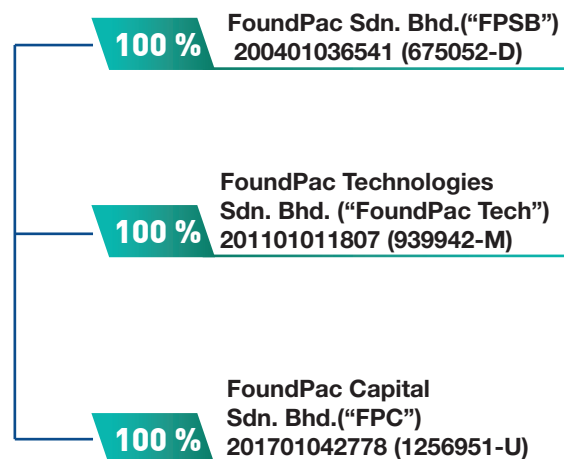 100 %
FoundPac Sdn. Bhd.(“FPSB”)
200401036541 (675052-D)
100 %
FoundPac Technologies
Sdn. Bhd. (“FoundPac Tech”)
201101011807 (939942-M)
100 %
FoundPac Capital
Sdn. Bhd.(“FPC”)
201701042778 (1256951-U)